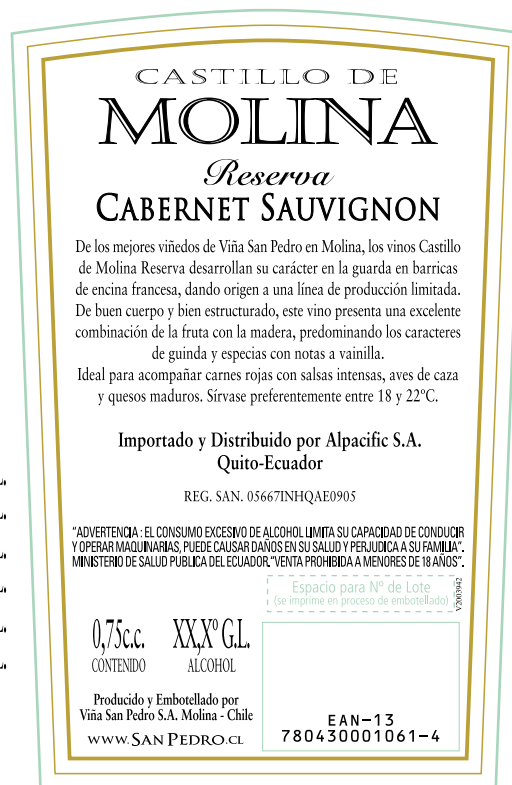 CASTILLO DE
MOLINA
Reserva
CABERNET SAUVIGNON
De los mejores viñedos de Viña San Pedro en Molina, los vinos Castillo
de Molina Reserva desarrollan su carácter en la guarda en barricas
de encina francesa, dando origen a una línea de producción limitada.
De buen cuerpo y bien estructurado, este vino presenta una excelente
combinación de la fruta con la madera, predominando los caracteres
de guinda y especias con notas a vainilla.
Ideal para acompañar carnes rojas con salsas intensas, aves de caza
y quesos maduros. Sírvase preferentemente entre 18 y 22ºC.
Importado y Distribuido por Alpacific S.A.
Quito-Ecuador
REG. SAN. 05667INHQAE0905
"ADVERTENCIA : EL CONSUMO EXCESIVO DE ALCOHOL LIMITA SU CAPACIDAD DE CONDUCIR
Y OPERAR MAQUINARIAS, PUEDE CAUSAR DAÑOS EN SU SALUD Y PERJUDICA A SU FAMILIA".
MINISTERIO DE SALUD PUBLICA DEL ECUADOR. "VENTA PROHIBIDA A MENORES DE 18 AÑOS".
Espacio para Nº de Lote
(se imprime en proceso de embotellado)
0,75c.c.
CONTENIDO
XX,Xº G.L.
ALCOHOL
Producido y Embotellado por
Viña San Pedro S.A. Molina - Chile
WWW.SAN PEDRO.CL
EAN-13
780430001061-4